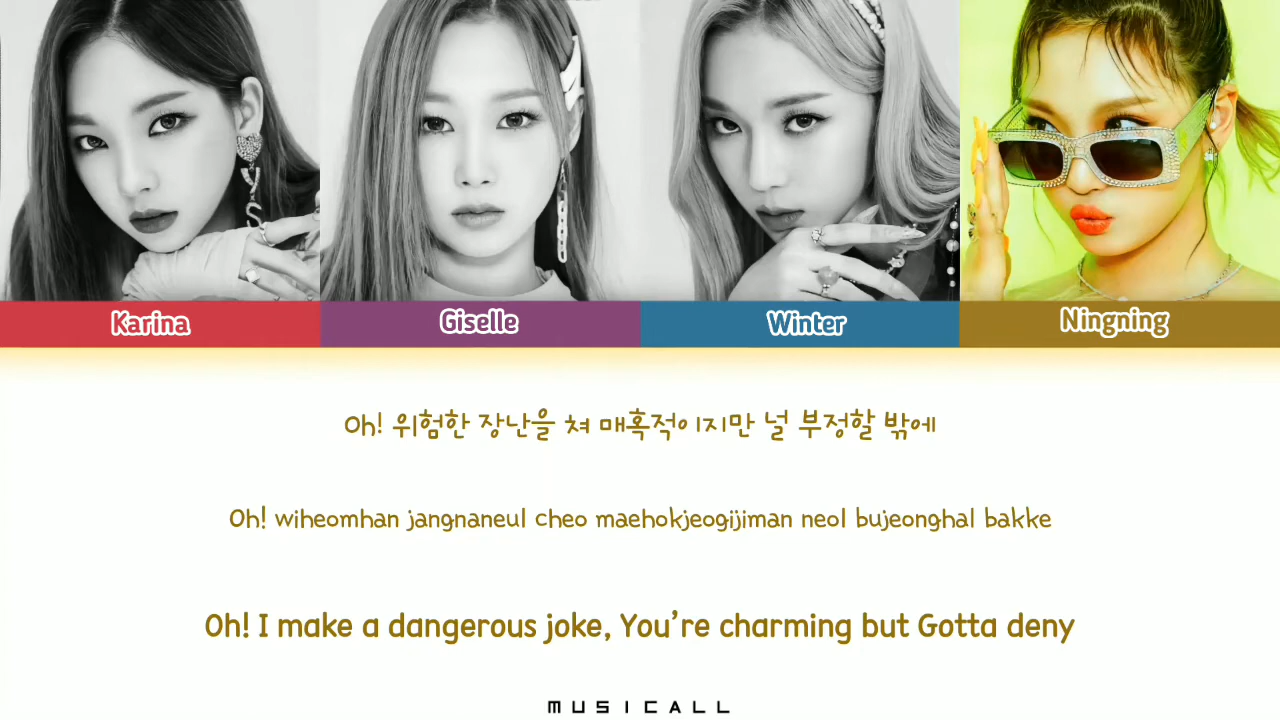 Karina Giselle Winter Ningning
Oh! 위험한 장난을 쳐 매혹적이지만 널 부정할 밖에
Oh! wiheomhan jangnaneul cheo maehokjeogijiman neol bujeonghal bakke
Oh! I make a dangerous joke, You're charming but Gotta deny
MUSICALL